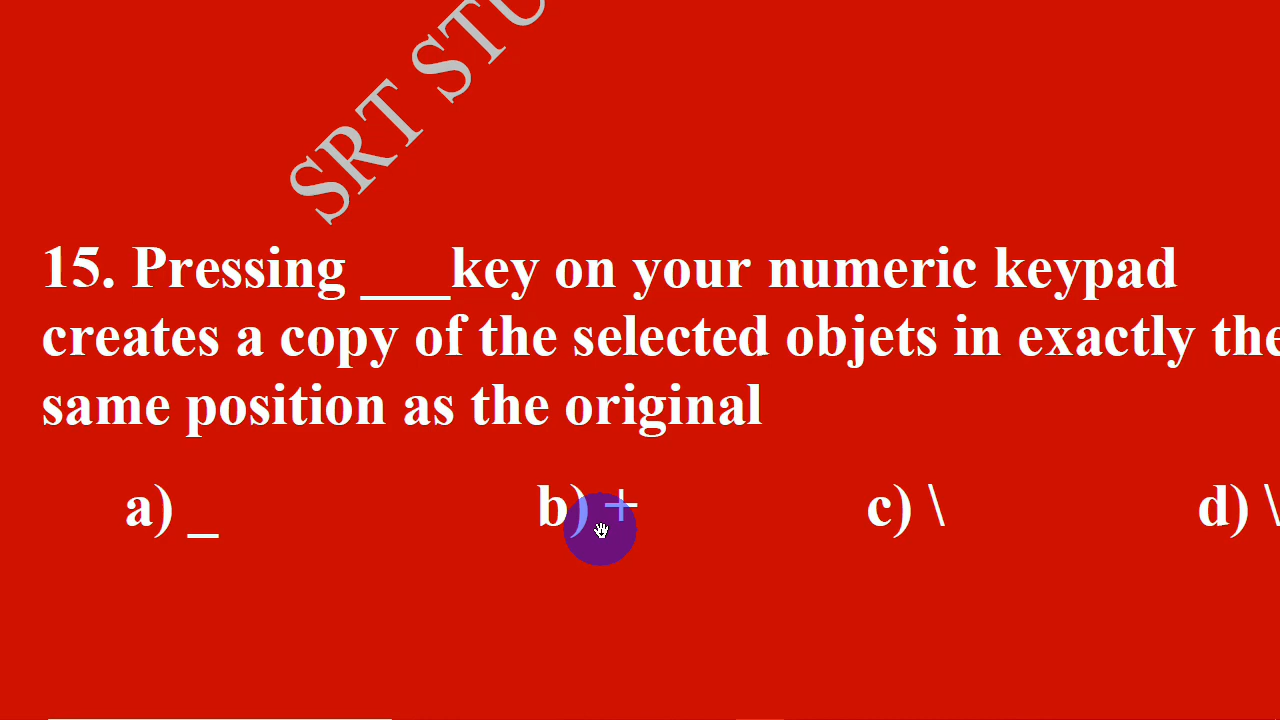 SRT STU
15. Pressing ___key on your numeric keypad
creates a copy of the selected objets in exactly the
same position as the original
a) _ b) + c) \ d) \